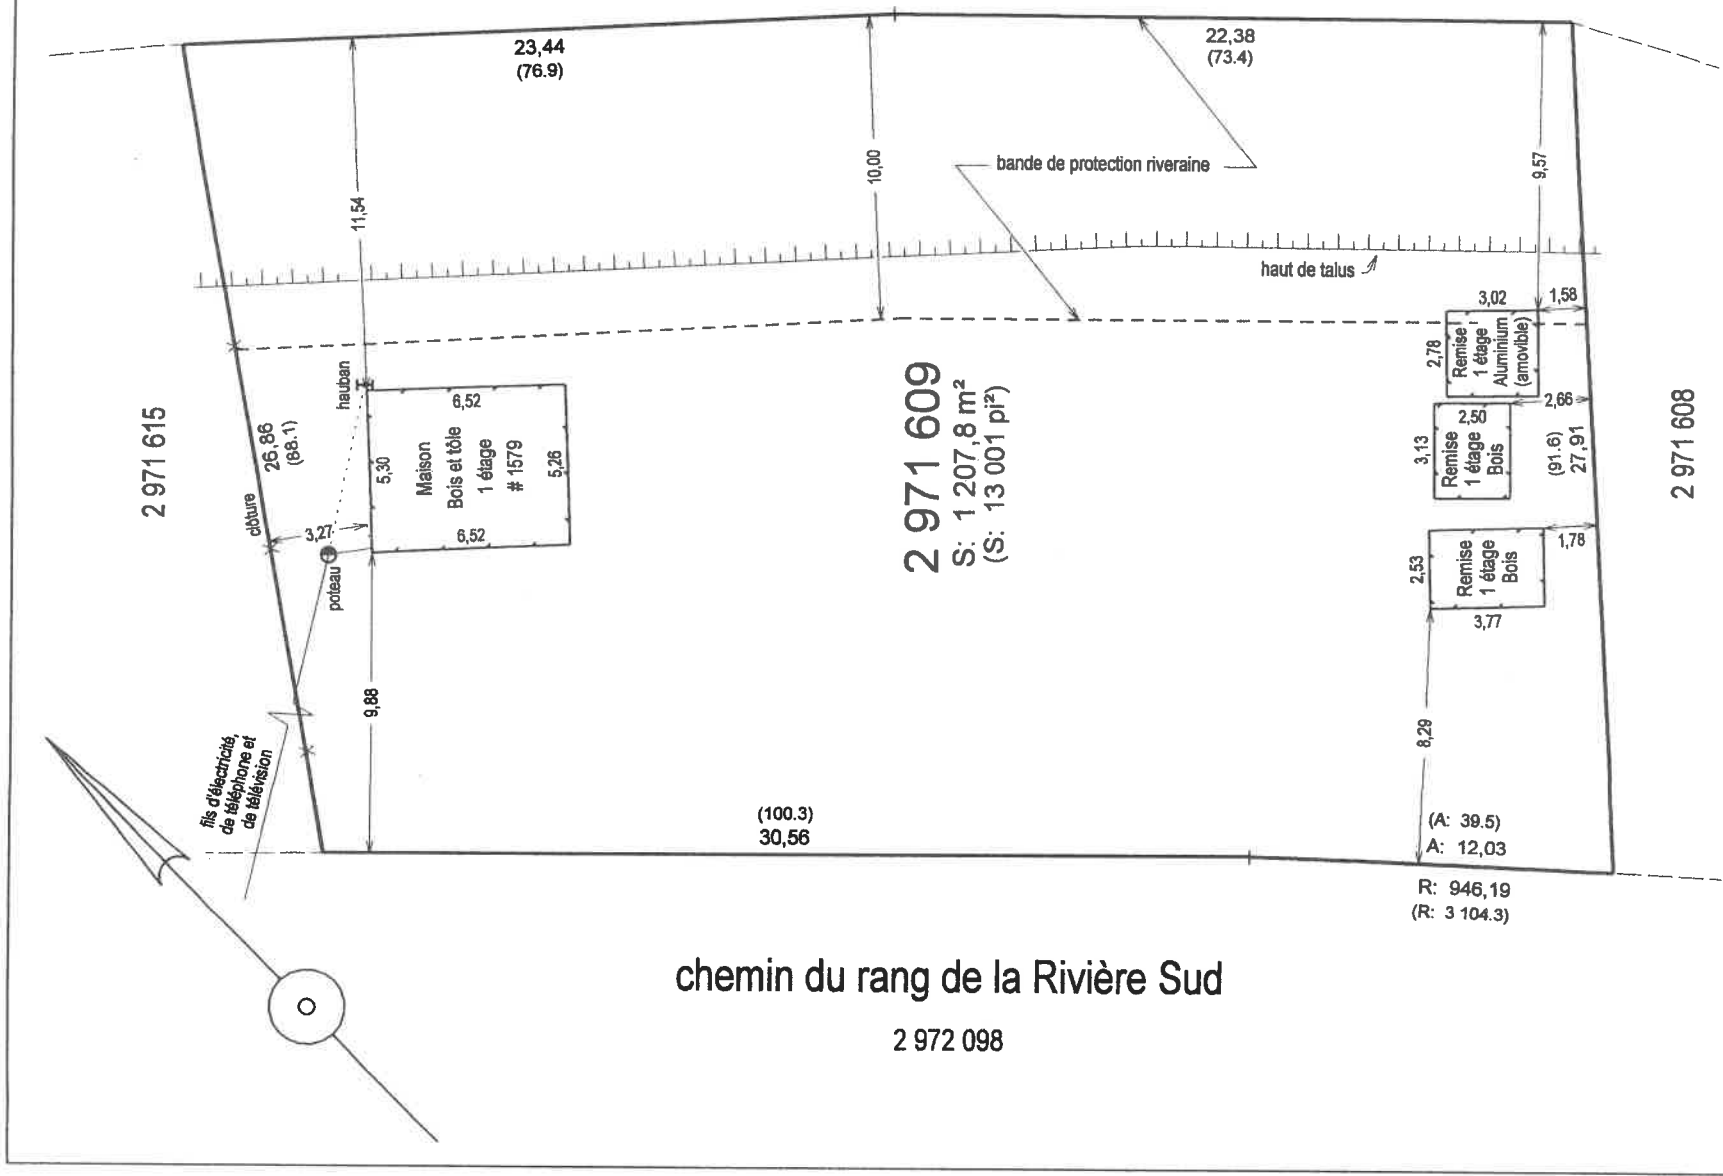 23,44
(76.9)
22,38
(73.4)
11,54
10,00
9,57
bande de protection riveraine
haut de talus
3,02
1,58
2,78
Remise
1 étage
Aluminium
(amovible)
2 971 615
26,86
(88.1)
clôture
hauban
6,52
5,30
Maison
Bois et tôle
1 étage
# 1579
5,26
6,52
3,27
poteau
9,88
2 971 609
S: 1 207,8 m²
(S: 13 001 pi²)
2,66
2,50
3,13
Remise
1 étage
Bois
(91.6)
27,91
2 971 608
1,78
2,53
Remise
1 étage
Bois
3,77
8,29
fils d'électricité,
de téléphone et
de télévision
(100.3)
30,56
(A: 39.5)
A: 12,03
R: 946,19
(R: 3 104.3)
chemin du rang de la Rivière Sud
2 972 098